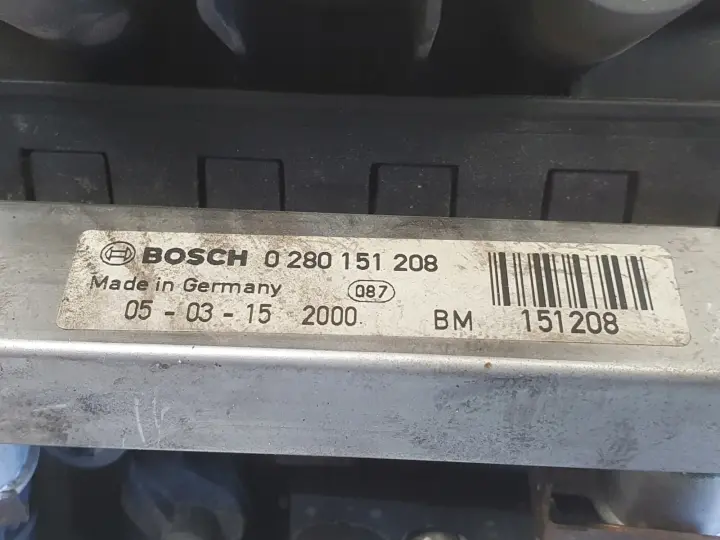 BOSCH 0 280 151 208
Made in Germany 087
05 - 03 - 15 2000 BM 151208